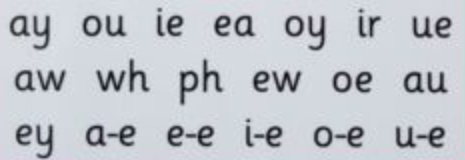 ay ou ie ea oy ir ue
aw wh ph ew oe au
ey a-e e-e i-e o-e u-e